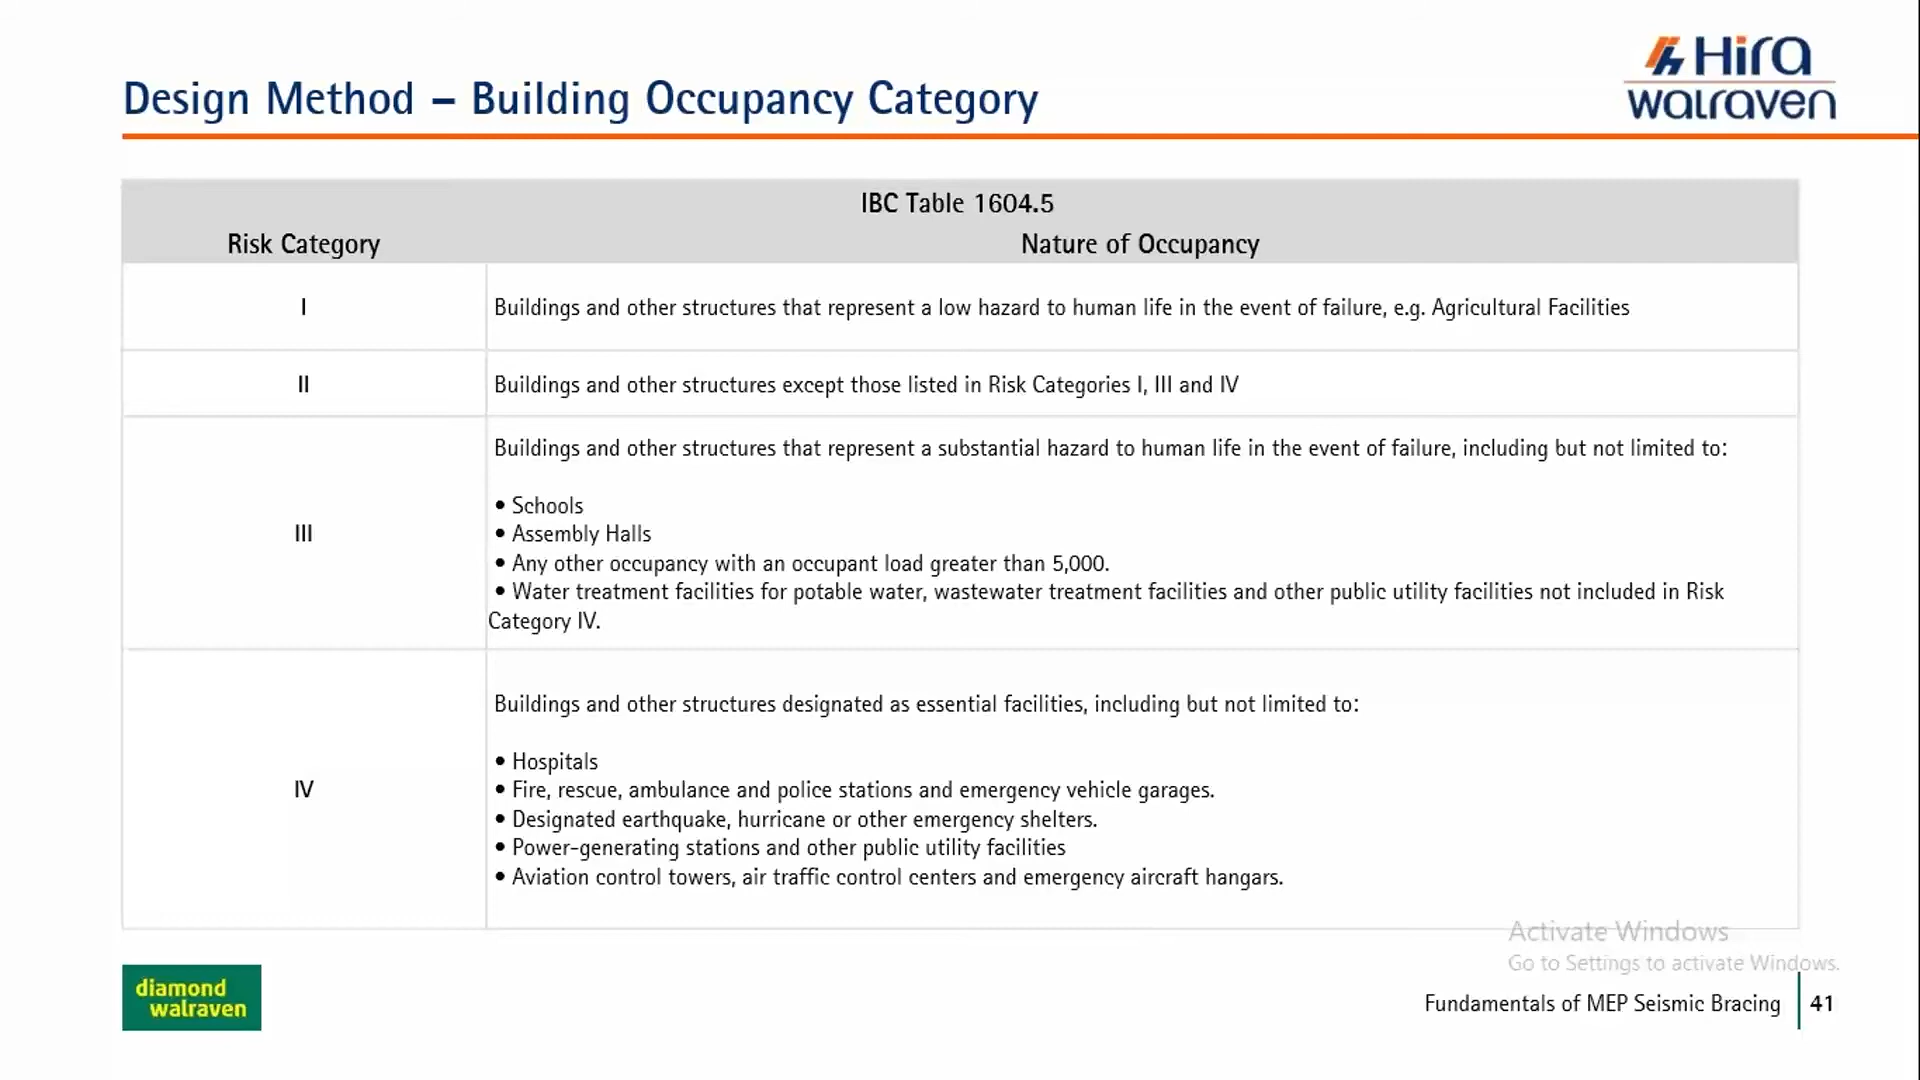 Hira
walraven
Design Method – Building Occupancy Category
IBC Table 1604.5
Risk Category
Nature of Occupancy
I
Buildings and other structures that represent a low hazard to human life in the event of failure, e.g. Agricultural Facilities
II
Buildings and other structures except those listed in Risk Categories I, III and IV
III
Buildings and other structures that represent a substantial hazard to human life in the event of failure, including but not limited to:
• Schools
• Assembly Halls
• Any other occupancy with an occupant load greater than 5,000.
• Water treatment facilities for potable water, wastewater treatment facilities and other public utility facilities not included in Risk
Category IV.
IV
Buildings and other structures designated as essential facilities, including but not limited to:
• Hospitals
• Fire, rescue, ambulance and police stations and emergency vehicle garages.
• Designated earthquake, hurricane or other emergency shelters.
• Power-generating stations and other public utility facilities
• Aviation control towers, air traffic control centers and emergency aircraft hangars.
Activate Windows
Go to Settings to activate Windows.
diamond
walraven
Fundamentals of MEP Seismic Bracing
41